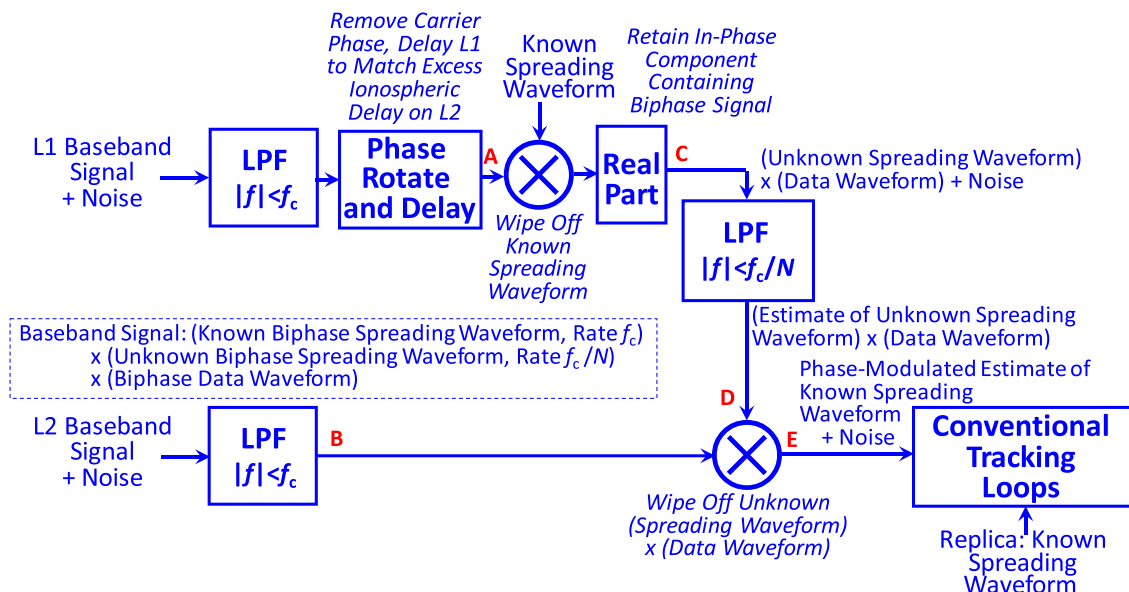 Remove Carrier
Phase, Delay L1
to Match Excess
Ionospheric
Delay on L2
Known
Spreading
Waveform
Retain In-Phase
Component
Containing
Biphase Signal
L1 Baseband
Signal
+ Noise
LPF
|f|<fc
Phase
Rotate
and Delay
A
Wipe Off
Known
Spreading
Waveform
Real
Part
C
(Unknown Spreading Waveform)
x (Data Waveform) + Noise
LPF
|f|<fc/N
(Estimate of Unknown Spreading
Waveform) x (Data Waveform)
Baseband Signal: (Known Biphase Spreading Waveform, Rate fc)
x (Unknown Biphase Spreading Waveform, Rate fc /N)
x (Biphase Data Waveform)
L2 Baseband
Signal
+ Noise
LPF
|f|<fc
B
D
E
Wipe Off Unknown
(Spreading Waveform)
x (Data Waveform)
Phase-Modulated Estimate of
Known Spreading
Waveform
+ Noise
Conventional
Tracking
Loops
Replica: Known
Spreading
Waveform